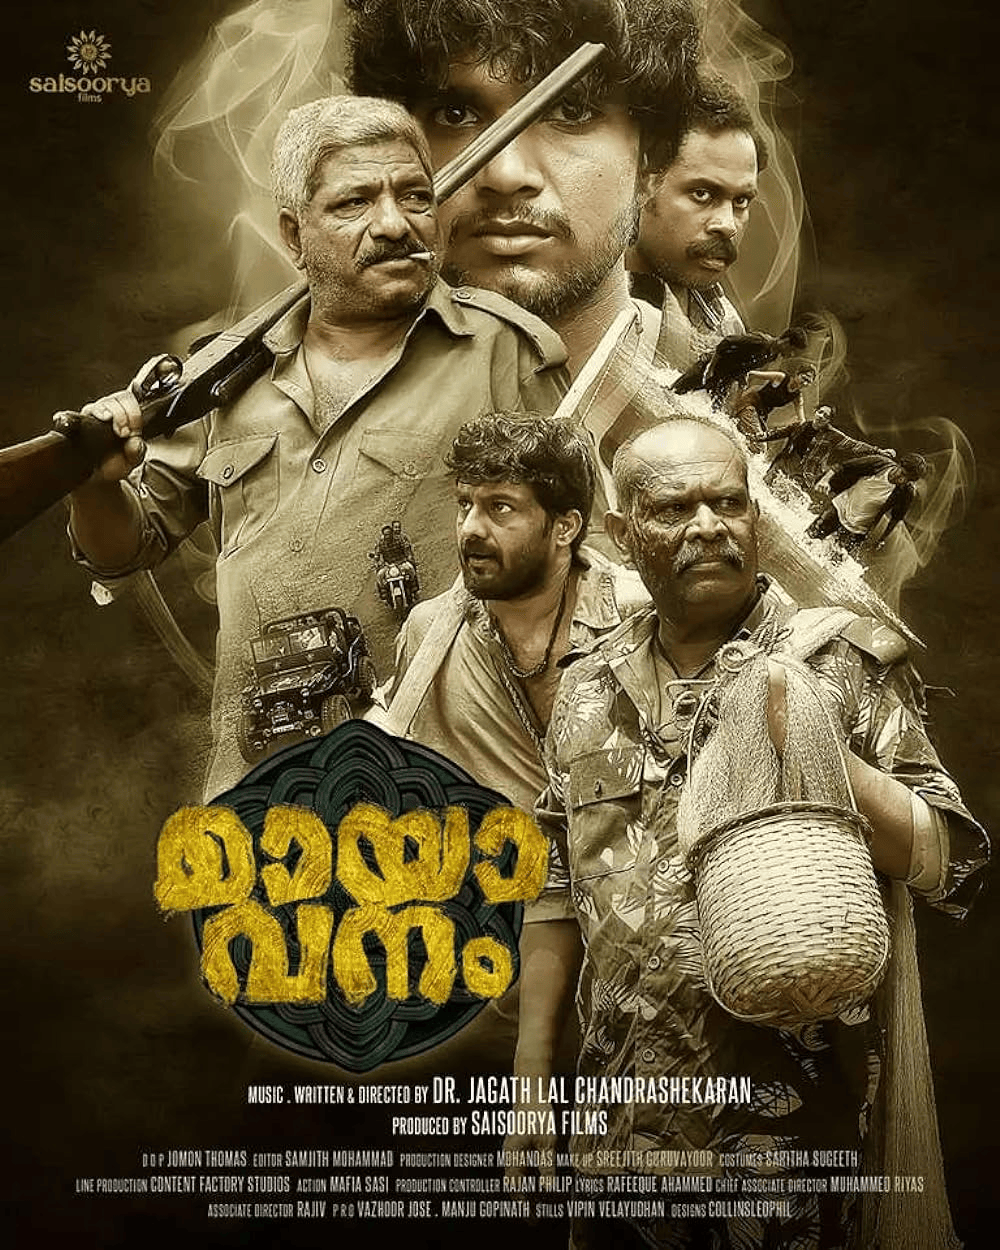 saisoorya
films
മായാ
വനം
MUSIC . WRITTEN & DIRECTED BY DR. JAGATH LAL CHANDRASHEKARAN
PRODUCED BY SAISOORYA FILMS
D O P JOMON THOMAS EDITOR SAMJITH MOHAMMAD PRODUCTION DESIGNER MOHANDAS MAKE UP SREEJITH GURUVAYOOR COSTUMES SARITHA SUGEETH
LINE PRODUCTION CONTENT FACTORY STUDIOS ACTION MAFIA SASI PRODUCTION CONTROLLER RAJAN PHILIP LYRICS RAFEEQUE AHAMMED CHIEF ASSOCIATE DIRECTOR MUHAMMED RIYAS
ASSOCIATE DIRECTOR RAJIV P R O VAZHOOR JOSE . MANJU GOPINATH STILLS VIPIN VELAYUDHAN DESIGNS COLLINSLEOPHIL